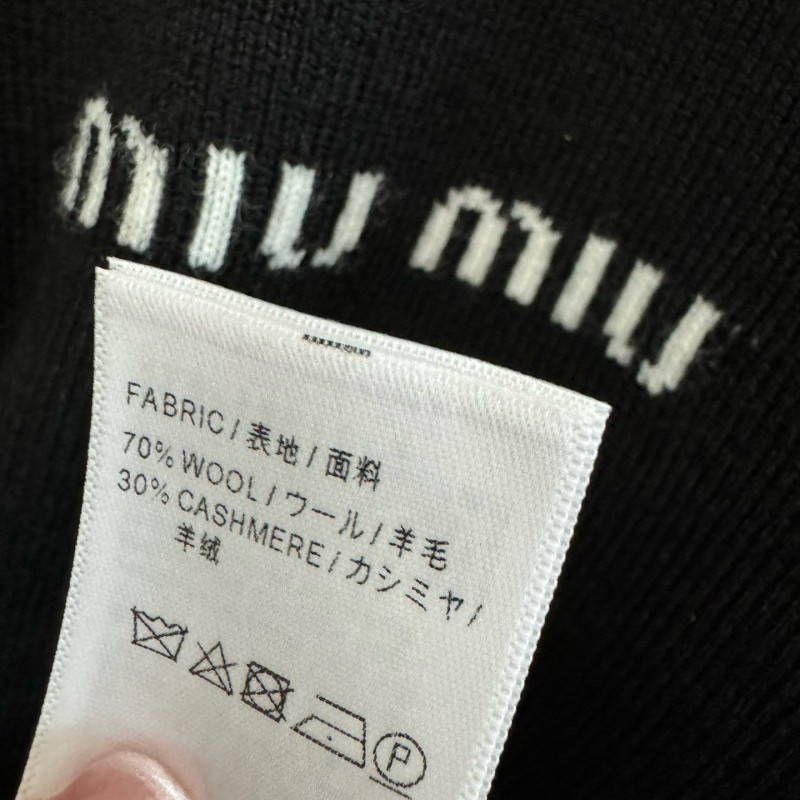 MIU MIU
FABRIC / 表地 / 面料
70% WOOL / ウール / 羊毛
30% CASHMERE / カシミヤ /
羊绒
P